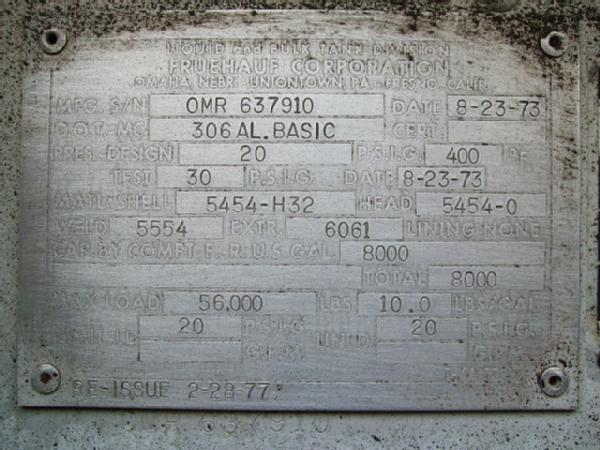 LIQUID and BULK TANK DIVISION
FRUEHAUF CORPORATION
OMAHA, NEBR. UNIONTOWN, PA. FRESNO, CALIF.
MFG. S/N OMR 637910 DATE 8-23-73
D.O.T.-MC 306 AL. BASIC CERT.
PRES.-DESIGN 20 P.S.I.G. 400 °F
TEST 30 P.S.I.G. DATE 8-23-73
MATL-SHELL 5454-H32 HEAD 5454-0
WELD 5554 EXTR. 6061 LINING NONE
CAP. BY COMPT. F.-R. U.S. GAL. 8000
TOTAL 8000
MAX. LOAD 56,000 LBS 10.0 LBS/GAL
20 P.S.I.G. UNLD. 20 P.S.I.G.
G.P.M. G.P.M.
RE-ISSUE 2-28-77
637910